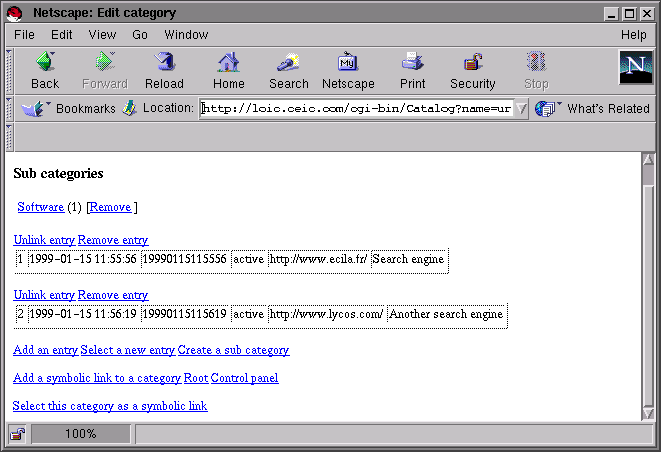 Netscape: Edit category
File Edit View Go Window Help
Back Forward Reload Home Search Netscape Print Security Stop
My
N
Bookmarks Location: http://loic.ceic.com/cgi-bin/Catalog?name=ur What's Related
Sub categories
Software (1) [Remove ]
Unlink entry Remove entry
1 1999-01-15 11:55:56 19990115115556 active http://www.ecila.fr/ Search engine
Unlink entry Remove entry
2 1999-01-15 11:56:19 19990115115619 active http://www.lycos.com/ Another search engine
Add an entry Select a new entry Create a sub category
Add a symbolic link to a category Root Control panel
Select this category as a symbolic link
100%